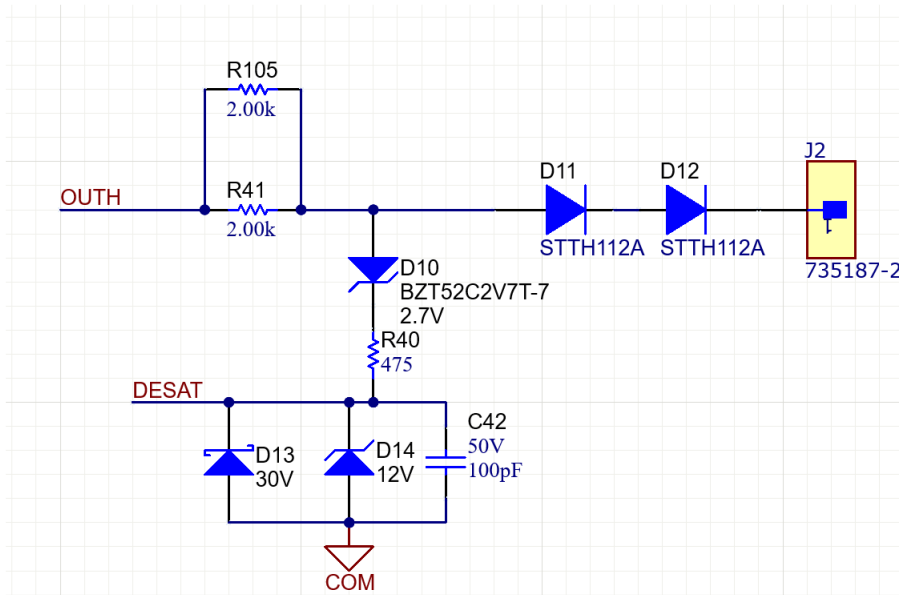 R105
2.00k
OUTH
R41
2.00k
D11
STTH112A
D12
STTH112A
J2
735187-2
D10
BZT52C2V7T-7
2.7V
R40
475
DESAT
D13
30V
D14
12V
C42
50V
100pF
COM